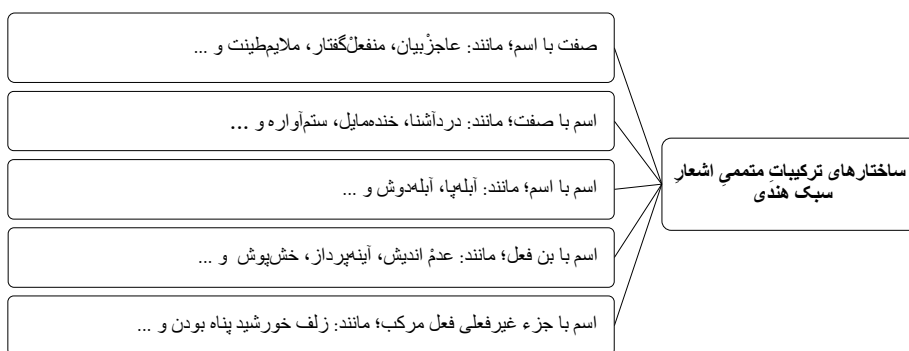 ساختارهای ترکیباتِ متممیِ اشعارِ
سبک هندی
صفت با اسم؛ مانند: عاجزْبیان، منفعلْ‌گفتار، ملایم‌طینت و ...
اسم با صفت؛ مانند: دردآشنا، خنده‌مایل، ستم‌آواره و ...
اسم با اسم؛ مانند: آبله‌پا، آبله‌دوش و ...
اسم با بن فعل؛ مانند: عدمْ اندیش، آینه‌پرداز، خش‌پوش و ...
اسم با جزء غیرفعلی فعل مرکب؛ مانند: زلف خورشید پناه بودن و ...